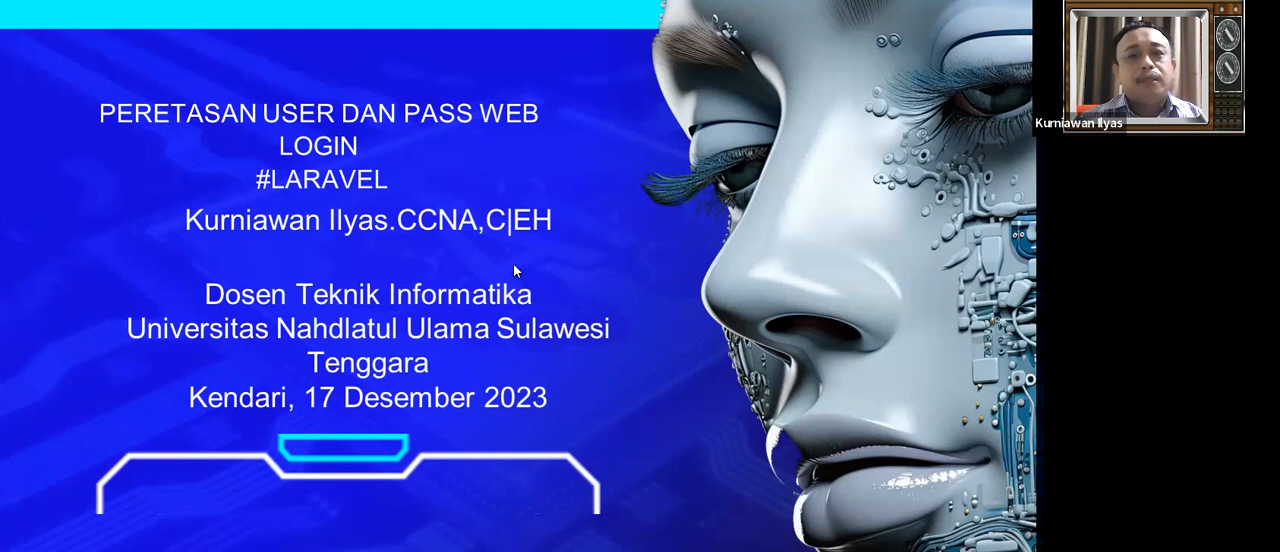 PERETASAN USER DAN PASS WEB
LOGIN
#LARAVEL
Kurniawan Ilyas.CCNA,C|EH
Dosen Teknik Informatika
Universitas Nahdlatul Ulama Sulawesi
Tenggara
Kendari, 17 Desember 2023
Kurniawan Ilyas